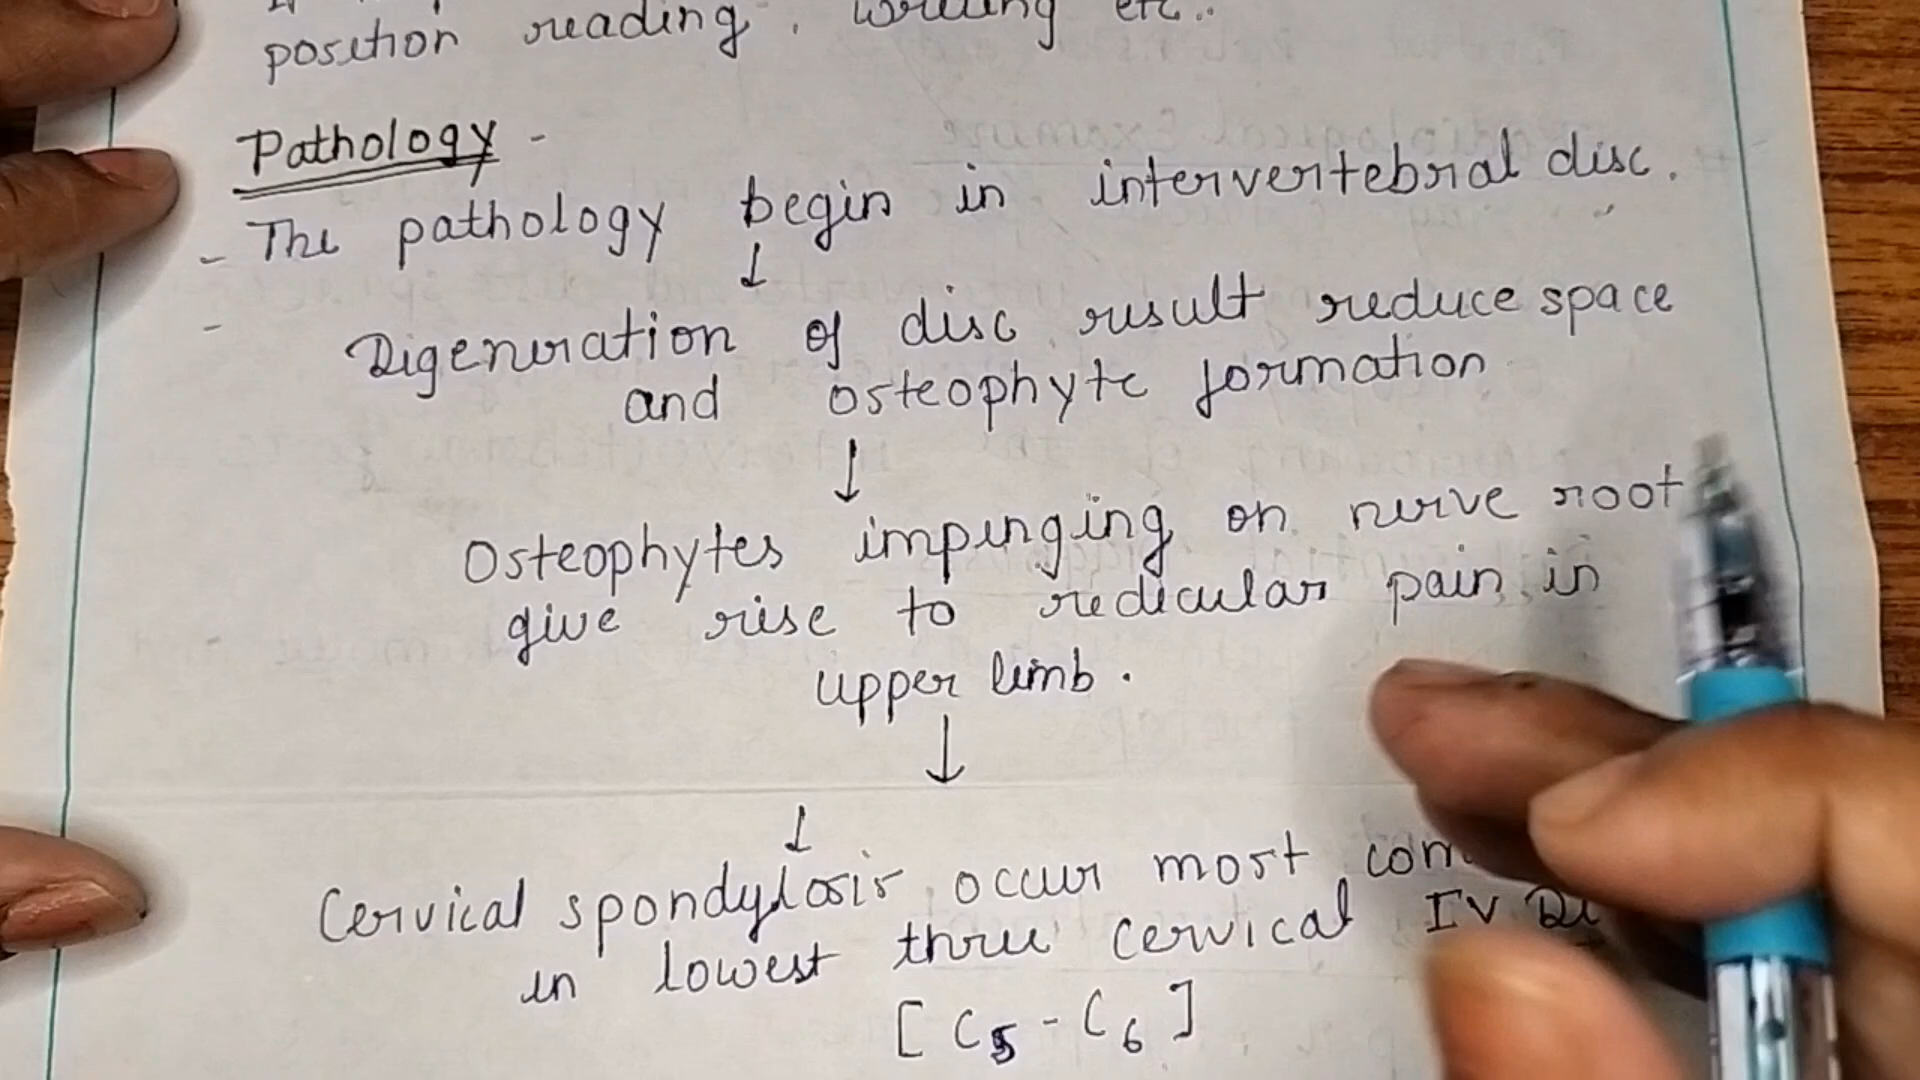 position reading, writing etc..
Pathology -
- The pathology begin in intervertebral disc.
↓
- Digeneration of disc result reduce space
and osteophyte formation
↓
Osteophytes impinging on nerve root
give rise to redicular pain in
upper limb.
↓
↓
Cervical spondylosis occur most
in lowest three cervical IV
[C5 - C6]